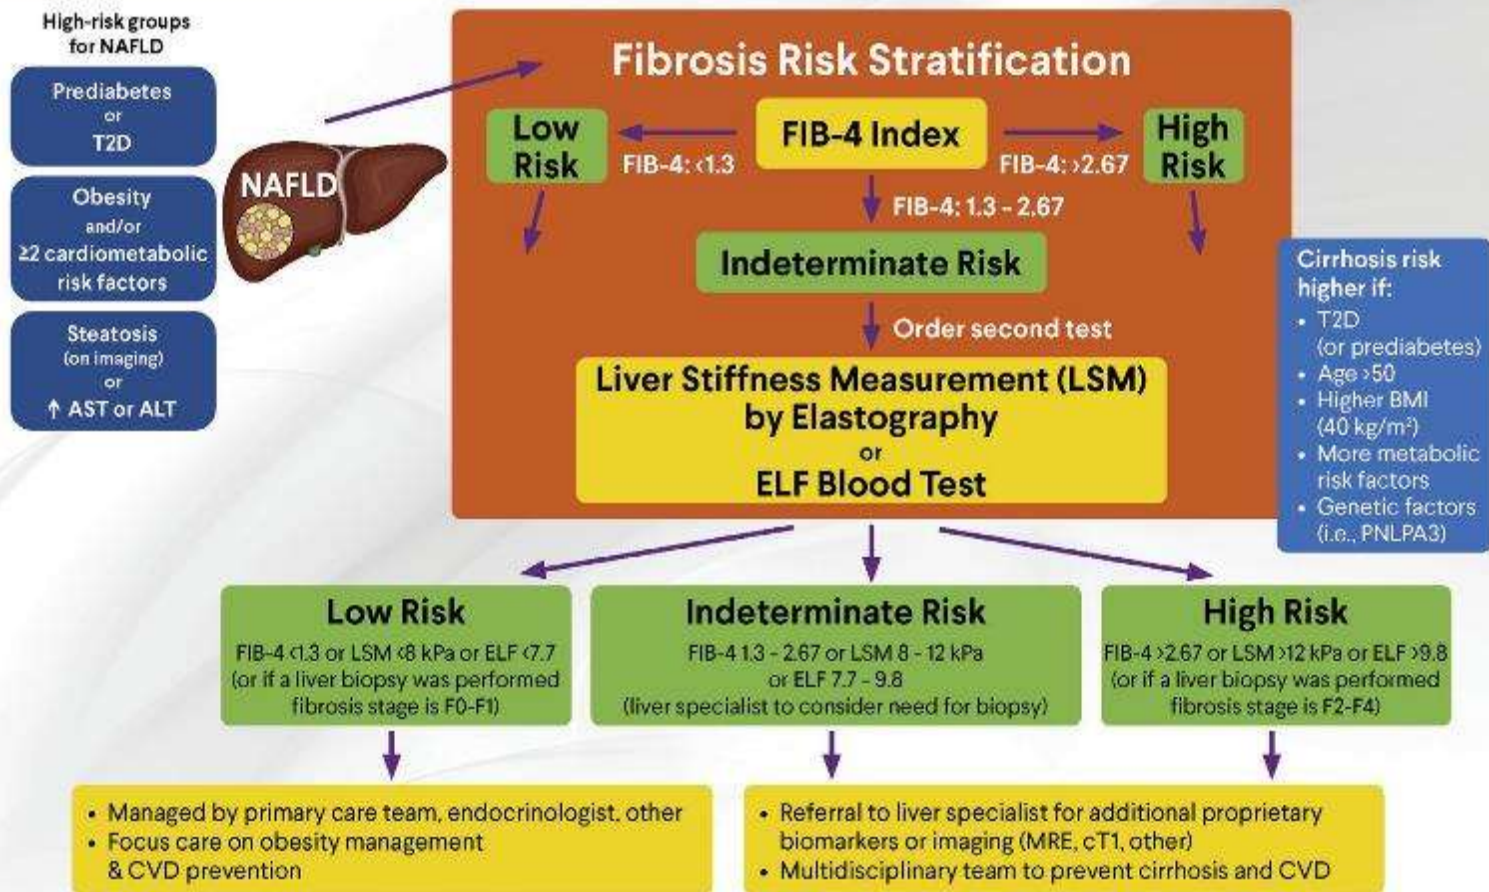 High-risk groups
for NAFLD
Prediabetes
or
T2D
Obesity
and/or
≥2 cardiometabolic
risk factors
Steatosis
(on imaging)
or
↑ AST or ALT
NAFLD
Fibrosis Risk Stratification
Low
Risk
FIB-4: <1.3
FIB-4 Index
FIB-4: >2.67
High
Risk
FIB-4: 1.3 - 2.67
Indeterminate Risk
Order second test
Liver Stiffness Measurement (LSM)
by Elastography
or
ELF Blood Test
Cirrhosis risk
higher if:
• T2D
(or prediabetes)
• Age >50
• Higher BMI
(40 kg/m²)
• More metabolic
risk factors
• Genetic factors
(i.e., PNLPA3)
Low Risk
FIB-4 <1.3 or LSM <8 kPa or ELF <7.7
(or if a liver biopsy was performed
fibrosis stage is F0-F1)
Indeterminate Risk
FIB-4 1.3 - 2.67 or LSM 8 - 12 kPa
or ELF 7.7 - 9.8
(liver specialist to consider need for biopsy)
High Risk
FIB-4 >2.67 or LSM >12 kPa or ELF >9.8
(or if a liver biopsy was performed
fibrosis stage is F2-F4)
• Managed by primary care team, endocrinologist, other
• Focus care on obesity management
& CVD prevention
• Referral to liver specialist for additional proprietary
biomarkers or imaging (MRE, cT1, other)
• Multidisciplinary team to prevent cirrhosis and CVD